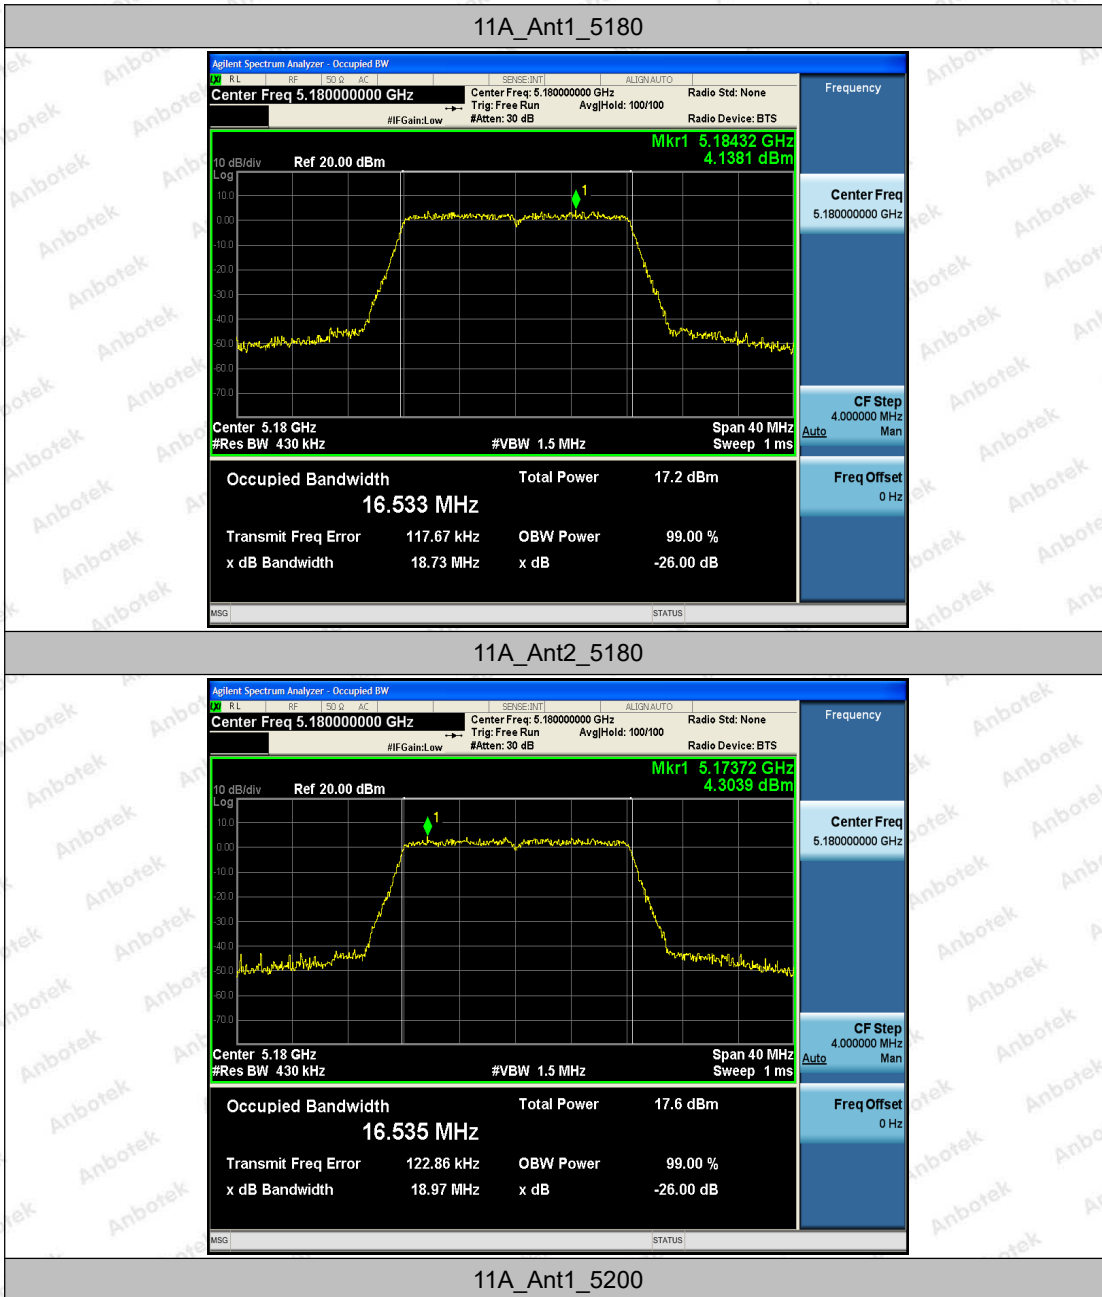 11A_Ant1_5180
Agilent Spectrum Analyzer - Occupied BW
LXI RL RF 50 Ω AC SENSE:INT ALIGNAUTO
Center Freq 5.180000000 GHz
Center Freq: 5.180000000 GHz Radio Std: None
Trig: Free Run Avg|Hold: 100/100
#IFGain:Low #Atten: 30 dB Radio Device: BTS
Mkr1 5.18432 GHz
4.1381 dBm
10 dB/div Ref 20.00 dBm
Log
1
10.0
0.00
-10.0
-20.0
-30.0
-40.0
-50.0
-60.0
-70.0
Center 5.18 GHz Span 40 MHz
#Res BW 430 kHz #VBW 1.5 MHz Sweep 1 ms
Occupied Bandwidth Total Power 17.2 dBm
16.533 MHz
Transmit Freq Error 117.67 kHz OBW Power 99.00 %
x dB Bandwidth 18.73 MHz x dB -26.00 dB
MSG STATUS
Frequency
Center Freq
5.180000000 GHz
CF Step
4.000000 MHz
Auto Man
Freq Offset
0 Hz
11A_Ant2_5180
Agilent Spectrum Analyzer - Occupied BW
LXI RL RF 50 Ω AC SENSE:INT ALIGNAUTO
Center Freq 5.180000000 GHz
Center Freq: 5.180000000 GHz Radio Std: None
Trig: Free Run Avg|Hold: 100/100
#IFGain:Low #Atten: 30 dB Radio Device: BTS
Mkr1 5.17372 GHz
4.3039 dBm
10 dB/div Ref 20.00 dBm
Log
1
10.0
0.00
-10.0
-20.0
-30.0
-40.0
-50.0
-60.0
-70.0
Center 5.18 GHz Span 40 MHz
#Res BW 430 kHz #VBW 1.5 MHz Sweep 1 ms
Occupied Bandwidth Total Power 17.6 dBm
16.535 MHz
Transmit Freq Error 122.86 kHz OBW Power 99.00 %
x dB Bandwidth 18.97 MHz x dB -26.00 dB
MSG STATUS
Frequency
Center Freq
5.180000000 GHz
CF Step
4.000000 MHz
Auto Man
Freq Offset
0 Hz
11A_Ant1_5200
Anbotek